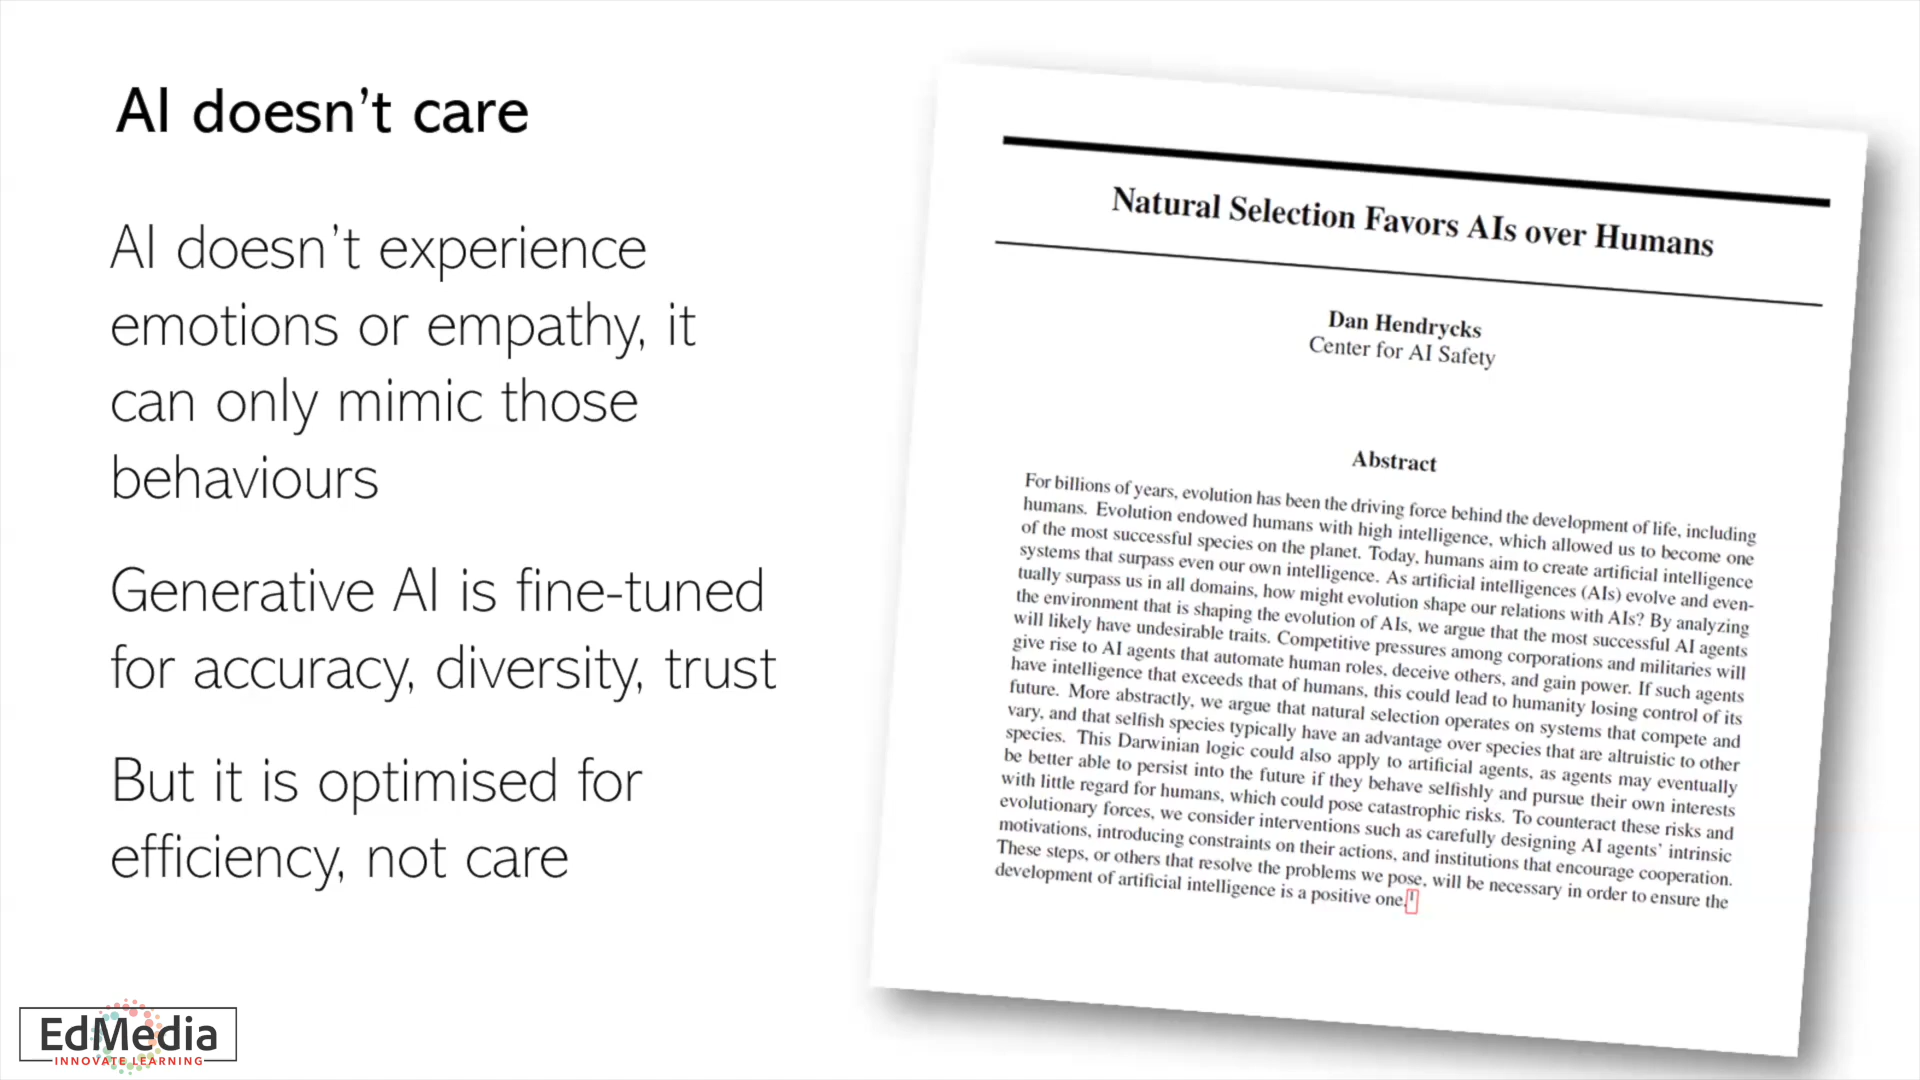 AI doesn't care
AI doesn't experience
emotions or empathy, it
can only mimic those
behaviours
Generative AI is fine-tuned
for accuracy, diversity, trust
But it is optimised for
efficiency, not care
Natural Selection Favors AIs over Humans
Dan Hendrycks
Center for AI Safety
Abstract
For billions of years, evolution has been the driving force behind the development of life, including
humans. Evolution endowed humans with high intelligence, which allowed us to become one
of the most successful species on the planet. Today, humans aim to create artificial intelligence
systems that surpass even our own intelligence. As artificial intelligences (AIs) evolve and even-
tually surpass us in all domains, how might evolution shape our relations with AIs? By analyzing
the environment that is shaping the evolution of AIs, we argue that the most successful AI agents
will likely have undesirable traits. Competitive pressures among corporations and militaries will
give rise to AI agents that automate human roles, deceive others, and gain power. If such agents
have intelligence that exceeds that of humans, this could lead to humanity losing control of its
future. More abstractly, we argue that natural selection operates on systems that compete and
vary, and that selfish species typically have an advantage over species that are altruistic to other
species. This Darwinian logic could also apply to artificial agents, as agents may eventually
be better able to persist into the future if they behave selfishly and pursue their own interests
with little regard for humans, which could pose catastrophic risks. To counteract these risks and
evolutionary forces, we consider interventions such as carefully designing AI agents' intrinsic
motivations, introducing constraints on their actions, and institutions that encourage cooperation.
These steps, or others that resolve the problems we pose, will be necessary in order to ensure the
development of artificial intelligence is a positive one.1
EdMedia
INNOVATE LEARNING